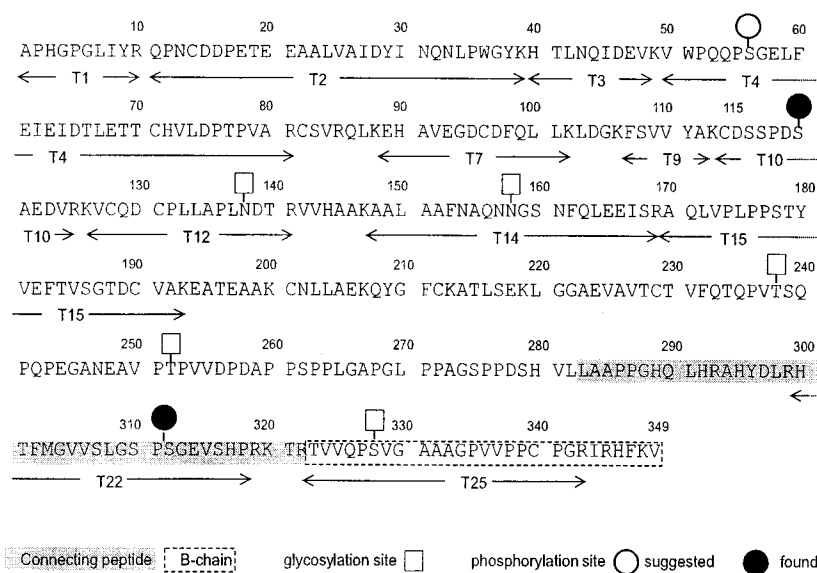 10 20 30 40 50 60
APHGPGLIYR QPNCDDPETE EAALVAIDYI NQNLPWGYKH TLNQIDEVKV WPQQPSGELF
T1 T2 T3 T4
70 80 90 100 110 115
EIEIDTLETT CHVLDPTPVA RCSVRQLKEH AVEGDCDFQL LKLDGKFSVV YAKCDSSPDS
T4 T7 T9 T10
130 140 150 160 170 180
AEDVRKVCQD CPLLAPLNDT RVVHAAKAAL AAFNAQNNGS NFQLEEISRA QLVPLPPSTY
T10 T12 T14 T15
190 200 210 220 230 240
VEFTVSGTDC VAKEATEAAK CNLLAEKQYG FCKATLSEKL GGAEVAVTCT VFQTQPVTSQ
T15
250 260 270 280 290 300
PQPEGANEAV PTPVVDPDAP PSPPLGAPGL PPAGSPPDSH VLLAAPPGHQ LHRAHYDLRH
310 320 330 340 349
TFMGVVSLGS PSGEVSHPRK TRTVVQPSVG AAAGPVVPPC PGRIRHFKV
T22 T25
Connecting peptide B-chain glycosylation site phosphorylation site suggested found